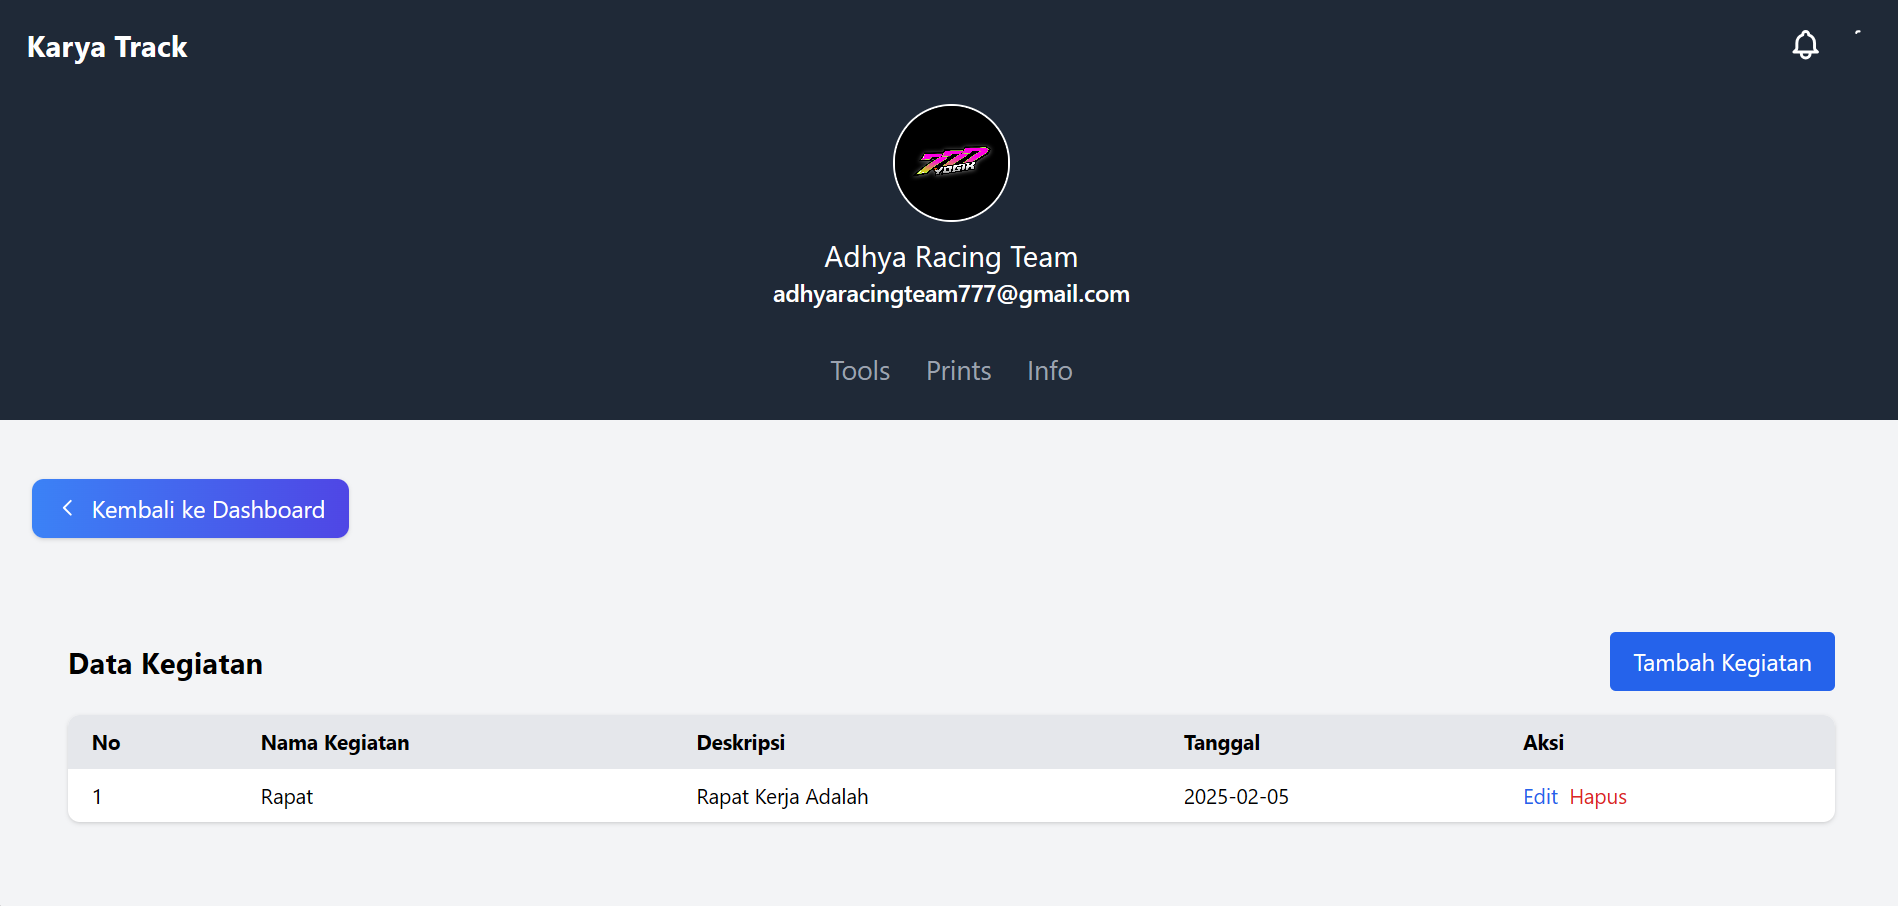 Karya Track
777
YOGIX
Adhya Racing Team
adhyaracingteam777@gmail.com
Tools Prints Info
Kembali ke Dashboard
Data Kegiatan
Tambah Kegiatan
No Nama Kegiatan Deskripsi Tanggal Aksi
1 Rapat Rapat Kerja Adalah 2025-02-05 Edit Hapus